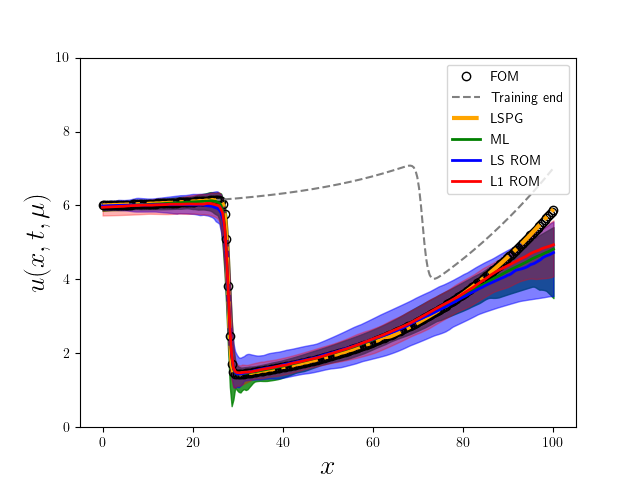 10
8
6
4
2
0
u(x, t, μ)
FOM
Training end
LSPG
ML
LS ROM
L1 ROM
0 20 40 60 80 100
x